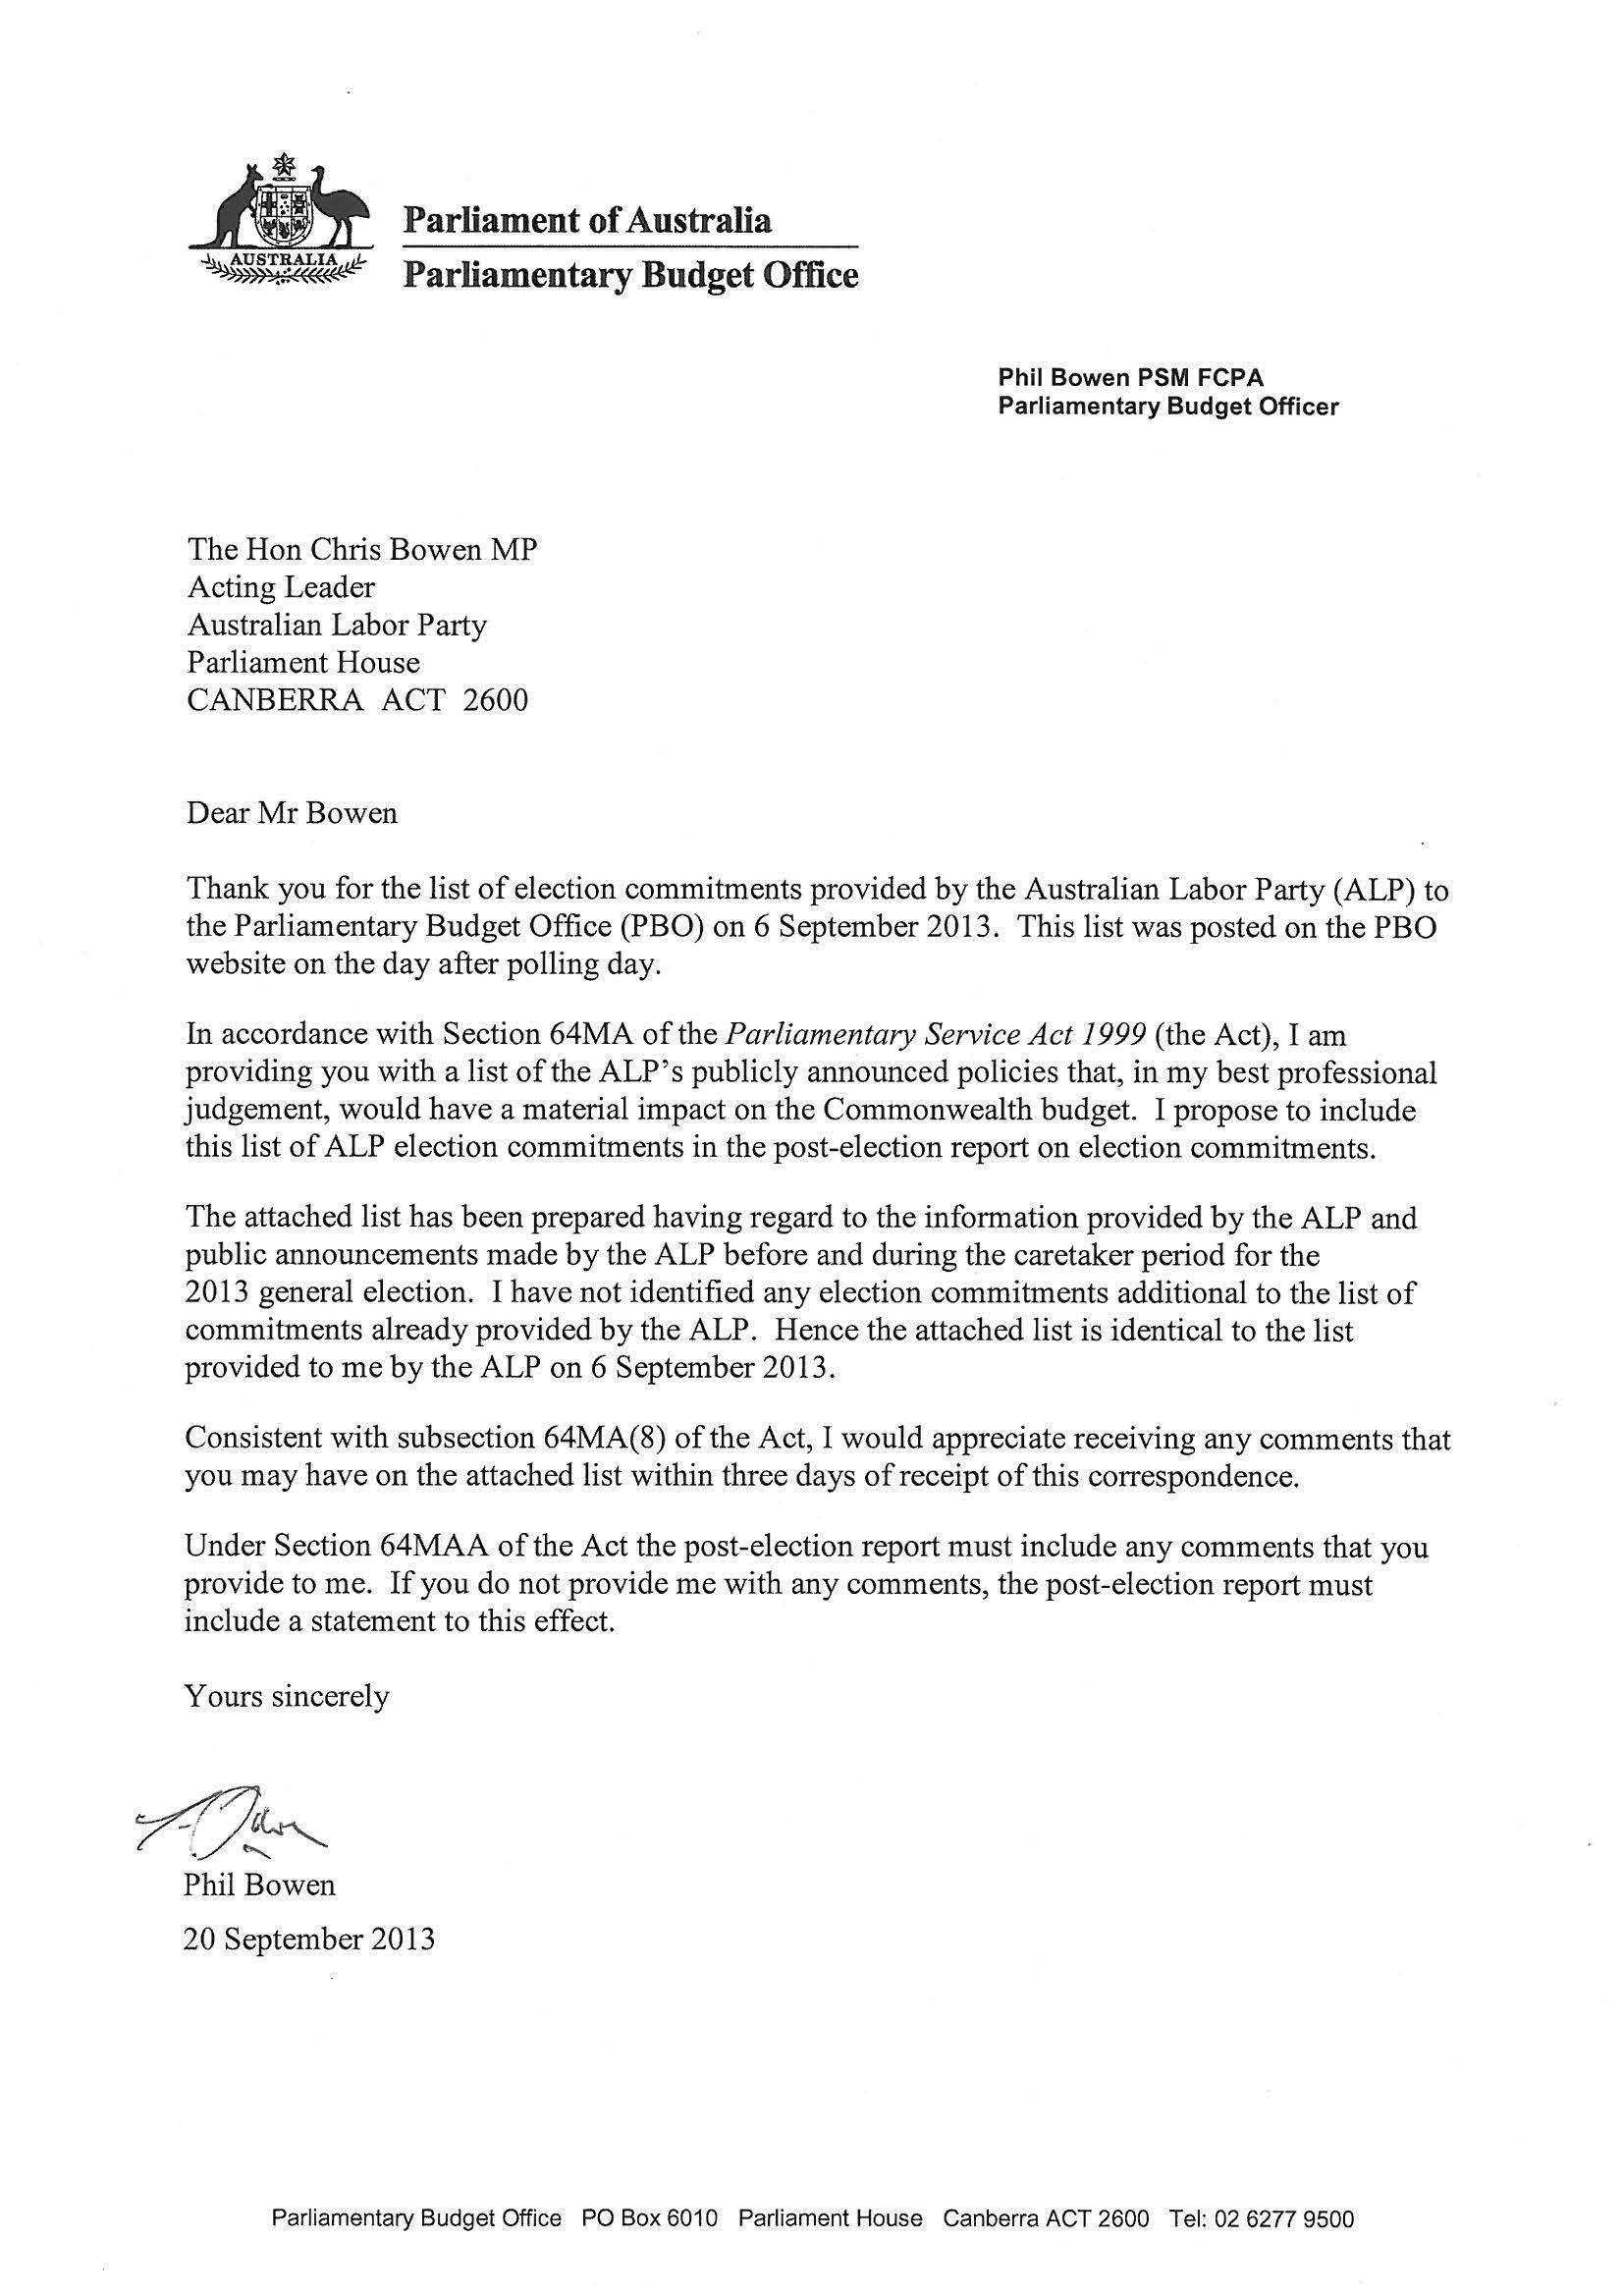 AUSTRALIA
Parliament of Australia
Parliamentary Budget Office
Phil Bowen PSM FCPA
Parliamentary Budget Officer
The Hon Chris Bowen MP
Acting Leader
Australian Labor Party
Parliament House
CANBERRA ACT 2600
Dear Mr Bowen
Thank you for the list of election commitments provided by the Australian Labor Party (ALP) to
the Parliamentary Budget Office (PBO) on 6 September 2013. This list was posted on the PBO
website on the day after polling day.
In accordance with Section 64MA of the Parliamentary Service Act 1999 (the Act), I am
providing you with a list of the ALP's publicly announced policies that, in my best professional
judgement, would have a material impact on the Commonwealth budget. I propose to include
this list of ALP election commitments in the post-election report on election commitments.
The attached list has been prepared having regard to the information provided by the ALP and
public announcements made by the ALP before and during the caretaker period for the
2013 general election. I have not identified any election commitments additional to the list of
commitments already provided by the ALP. Hence the attached list is identical to the list
provided to me by the ALP on 6 September 2013.
Consistent with subsection 64MA(8) of the Act, I would appreciate receiving any comments that
you may have on the attached list within three days of receipt of this correspondence.
Under Section 64MAA of the Act the post-election report must include any comments that you
provide to me. If you do not provide me with any comments, the post-election report must
include a statement to this effect.
Yours sincerely
Phil Bowen
20 September 2013
Parliamentary Budget Office PO Box 6010 Parliament House Canberra ACT 2600 Tel: 02 6277 9500